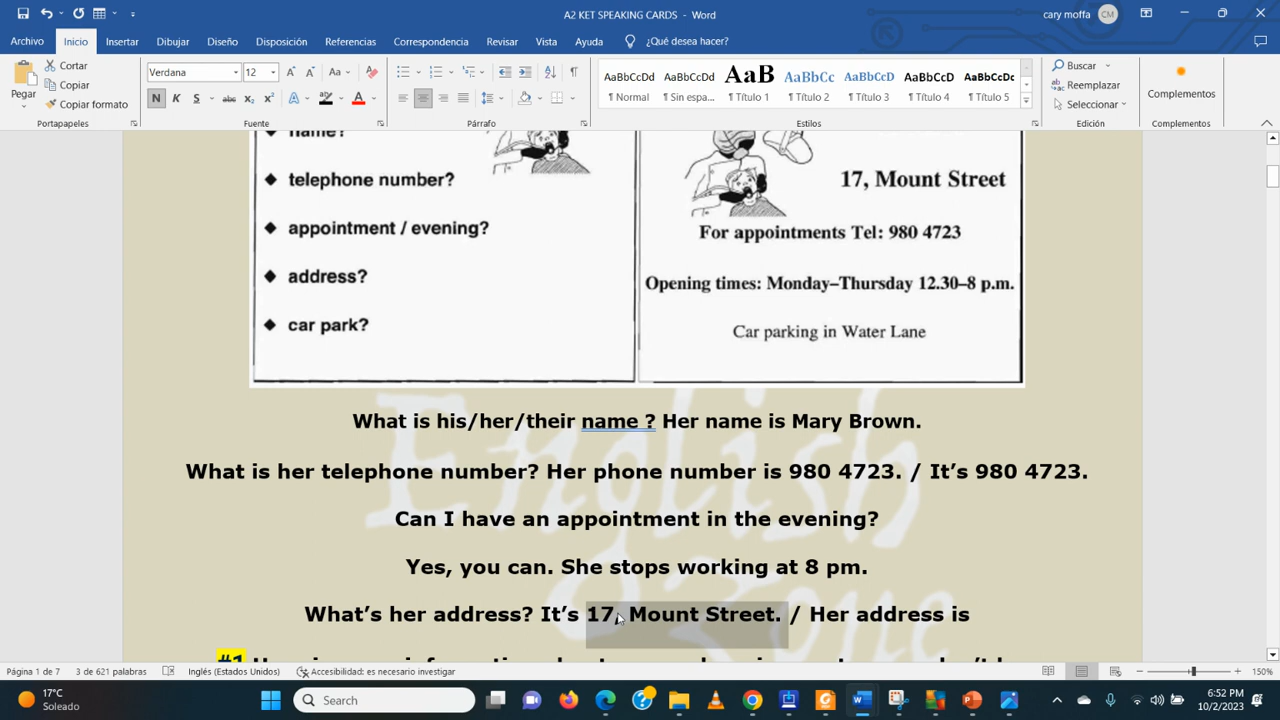 A2 KET SPEAKING CARDS - Word
cary moffa CM
Archivo Inicio Insertar Dibujar Diseño Disposición Referencias Correspondencia Revisar Vista Ayuda ¿Qué desea hacer?
Pegar
Cortar
Copiar
Copiar formato
Portapapeles
Verdana 12
Fuente
Párrafo
AaBbCcDd AaBbCcDd AaB AaBbCc AaBbCcD AaBbCcD AaBbCcDc
¶ Normal ¶ Sin espa... ¶ Título 1 ¶ Título 2 ¶ Título 3 ¶ Título 4 ¶ Título 5
Estilos
Buscar
Reemplazar
Seleccionar
Edición
Complementos
Complementos
name?
telephone number?
appointment / evening?
address?
car park?
17, Mount Street
For appointments Tel: 980 4723
Opening times: Monday–Thursday 12.30–8 p.m.
Car parking in Water Lane
English Zone
What is his/her/their name ? Her name is Mary Brown.
What is her telephone number? Her phone number is 980 4723. / It’s 980 4723.
Can I have an appointment in the evening?
Yes, you can. She stops working at 8 pm.
What’s her address? It’s 17, Mount Street. / Her address is
#1
Página 1 de 7 3 de 621 palabras Inglés (Estados Unidos) Accesibilidad: es necesario investigar 150%
17°C
Soleado
Search
6:52 PM
10/2/2023